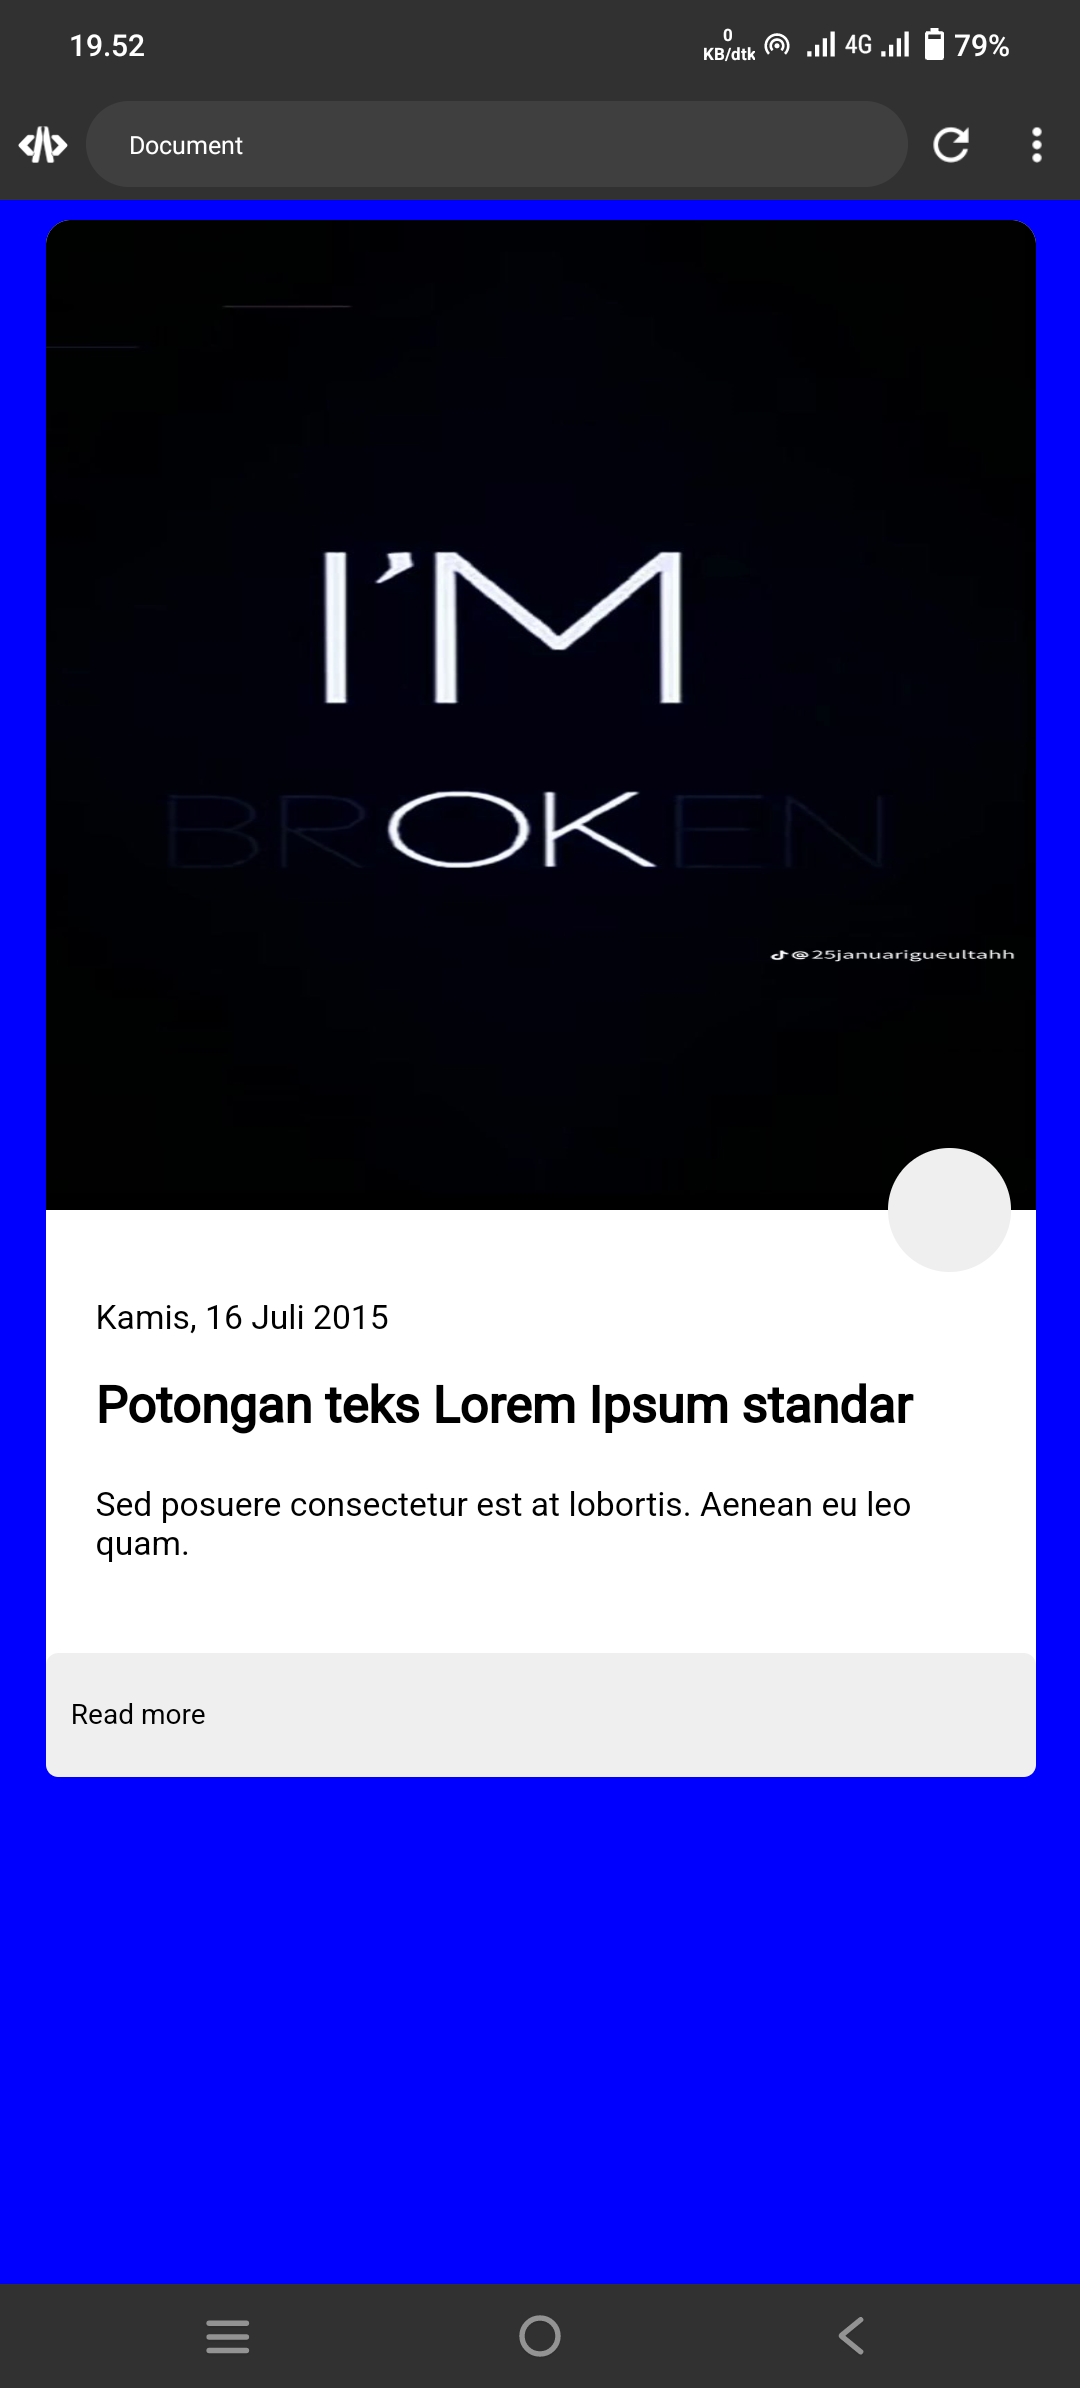 19.52
0
KB/dtk
4G
79%
Document
I'M
BROKEN
@25januarigueultahh
Kamis, 16 Juli 2015
Potongan teks Lorem Ipsum standar
Sed posuere consectetur est at lobortis. Aenean eu leo
quam.
Read more